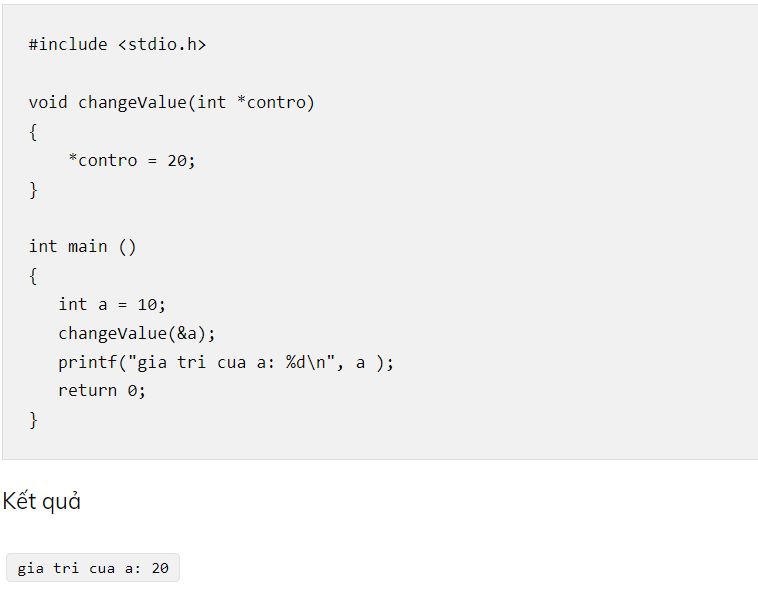 #include <stdio.h>
void changeValue(int *contro)
{
    *contro = 20;
}
int main ()
{
   int a = 10;
   changeValue(&a);
   printf("gia tri cua a: %d\n", a );
   return 0;
}
Kết quả
gia tri cua a: 20